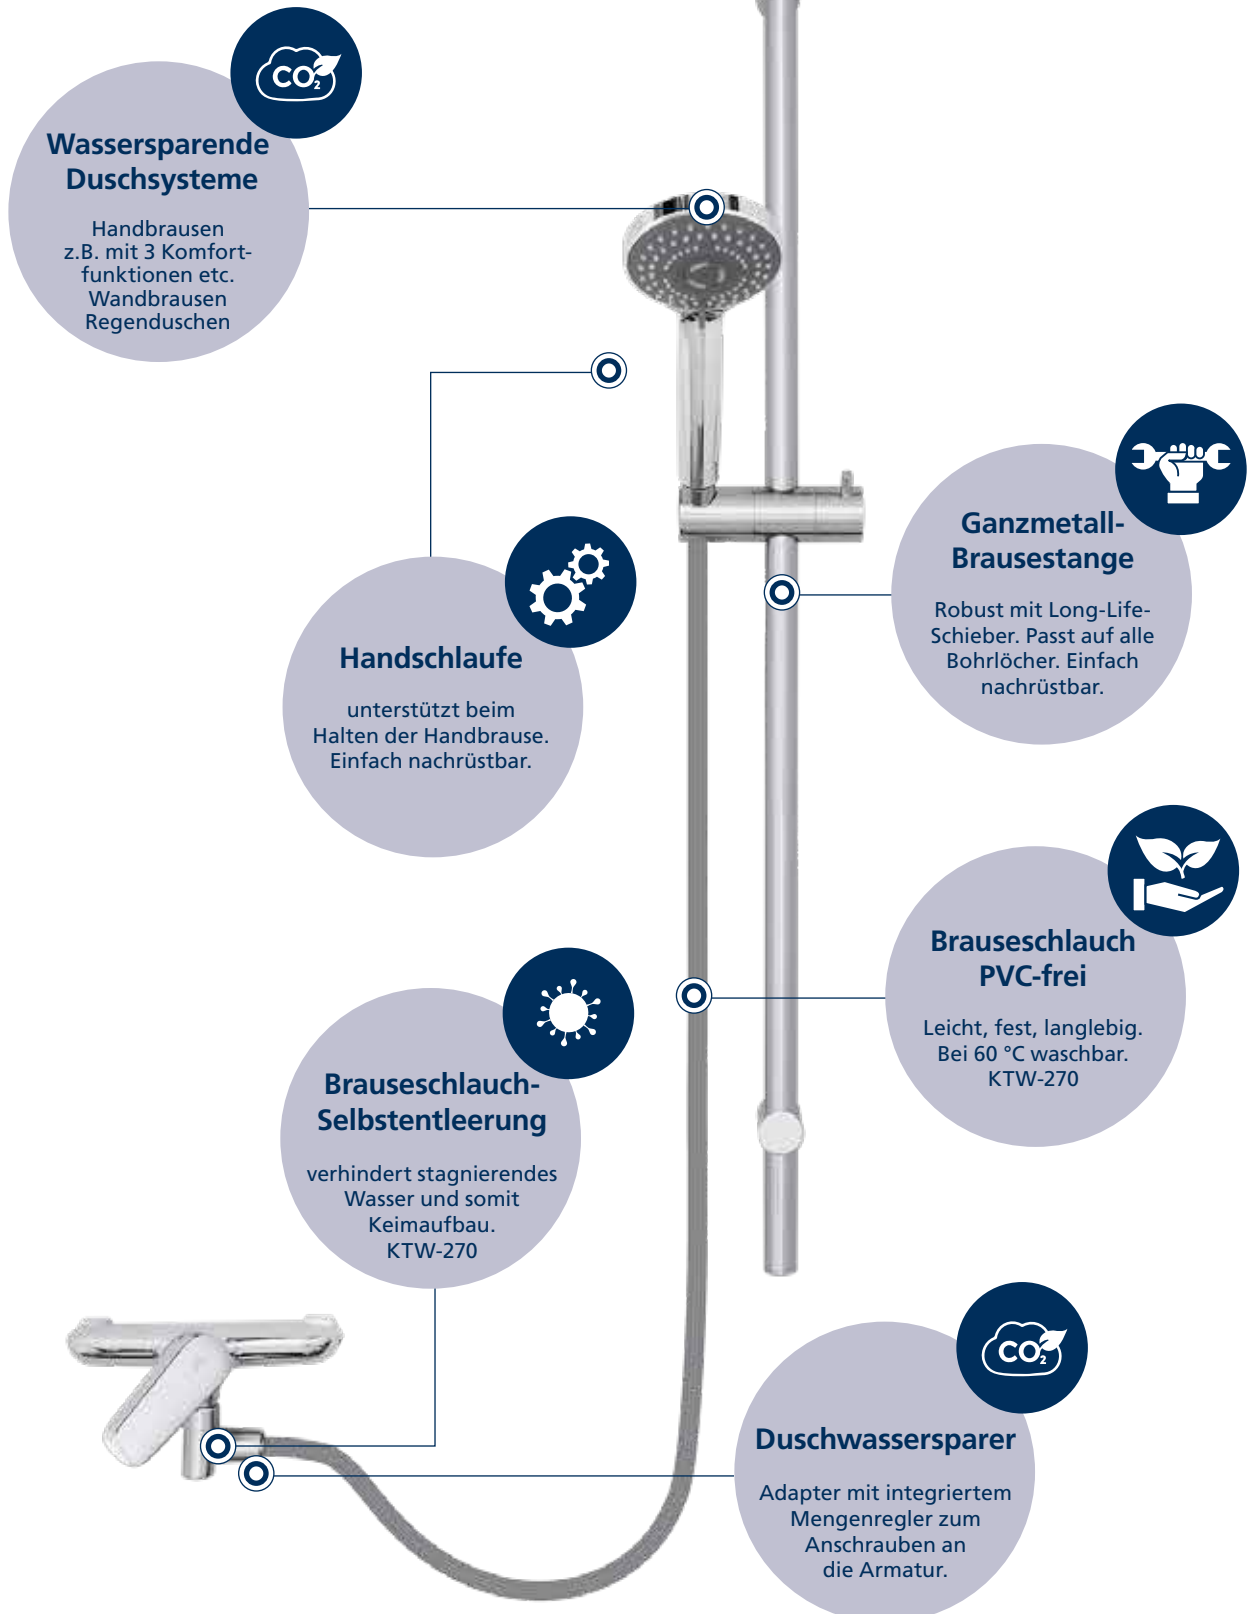 CO2
Wassersparende
Duschsysteme
Handbrausen
z.B. mit 3 Komfort-
funktionen etc.
Wandbrausen
Regenduschen
Ganzmetall-
Brausestange
Robust mit Long-Life-
Schieber. Passt auf alle
Bohrlöcher. Einfach
nachrüstbar.
Handschlaufe
unterstützt beim
Halten der Handbrause.
Einfach nachrüstbar.
Brauseschlauch
PVC-frei
Leicht, fest, langlebig.
Bei 60 °C waschbar.
KTW-270
Brauseschlauch-
Selbstentleerung
verhindert stagnierendes
Wasser und somit
Keimaufbau.
KTW-270
CO2
Duschwassersparer
Adapter mit integriertem
Mengenregler zum
Anschrauben an
die Armatur.